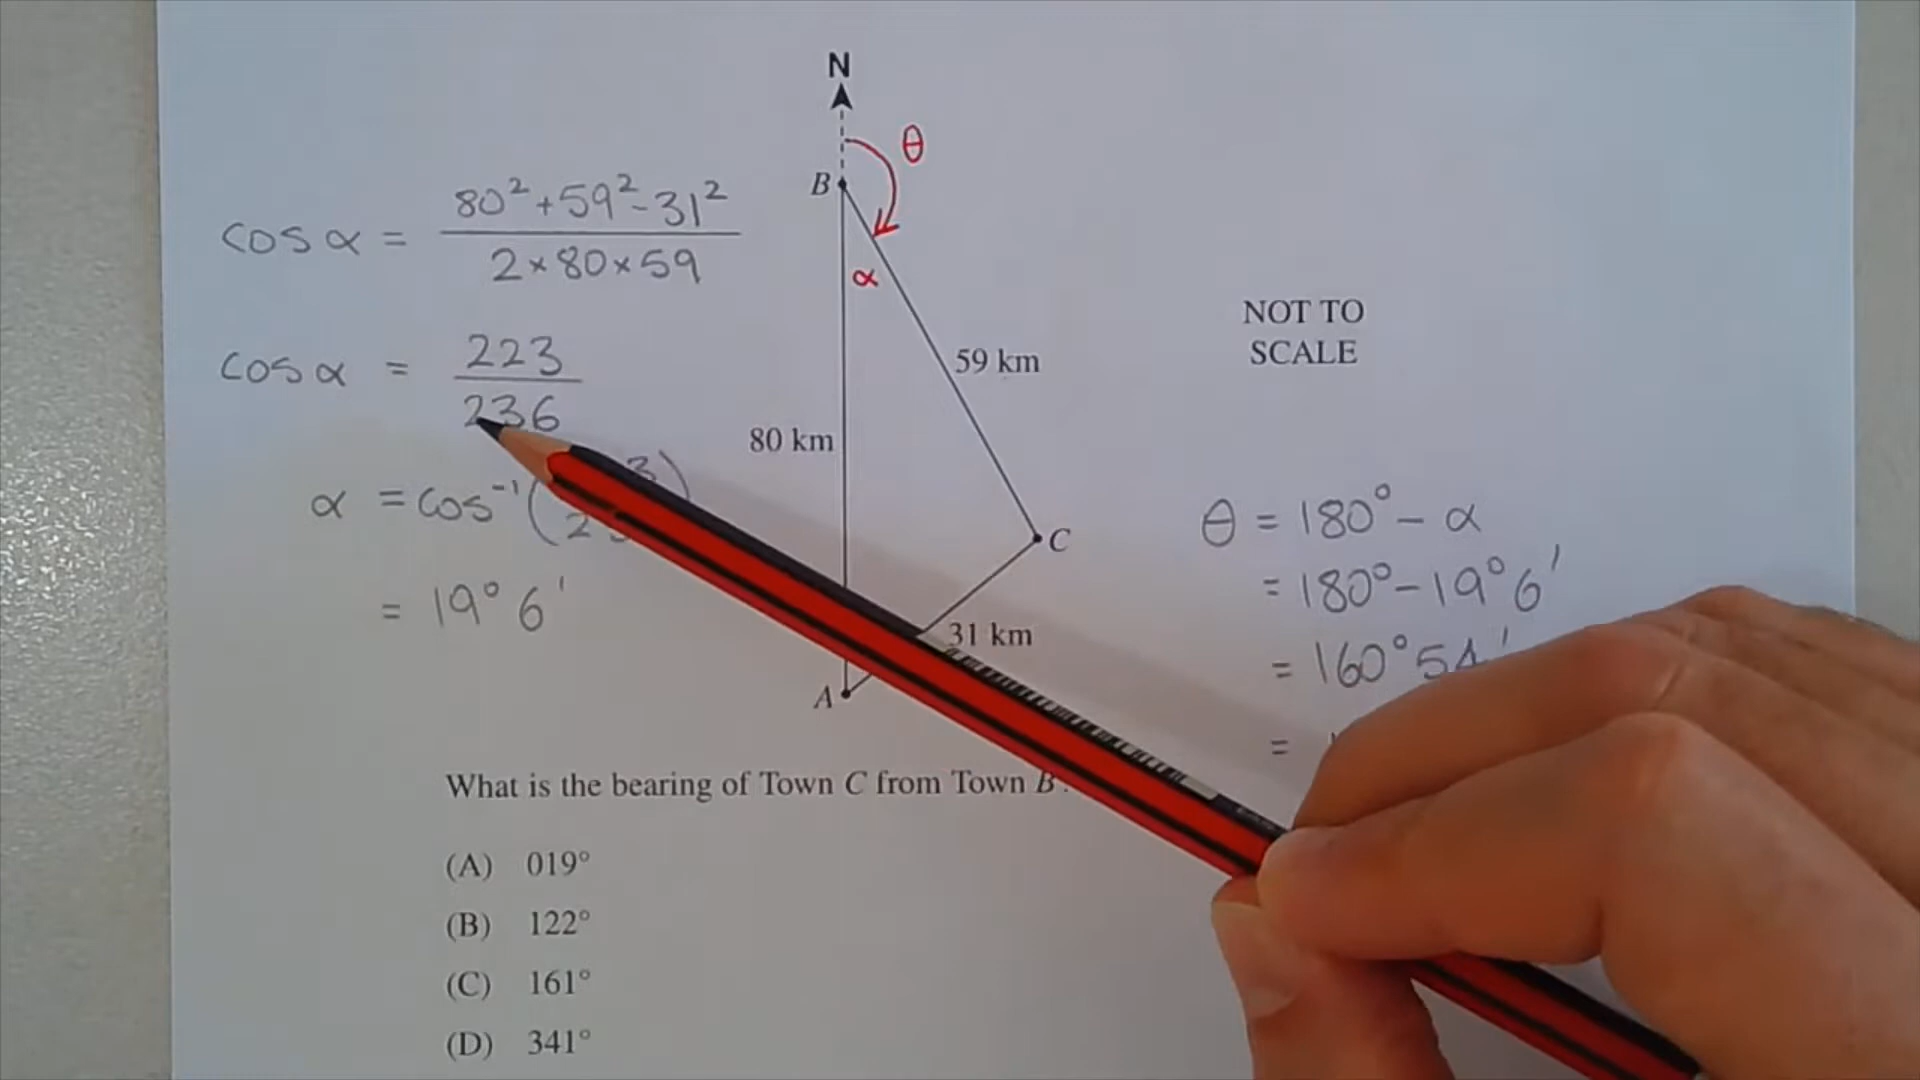 N
θ
B
cos α = 80² + 59² - 31² / 2 × 80 × 59
α
NOT TO
SCALE
cos α = 223 / 236
59 km
80 km
α = cos⁻¹ (
= 19° 6'
C
31 km
A
θ = 180° - α
= 180° - 19° 6'
= 160° 54'
=
What is the bearing of Town C from Town B
(A) 019°
(B) 122°
(C) 161°
(D) 341°